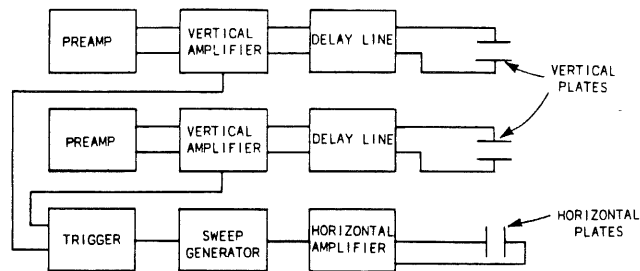 PREAMP
VERTICAL
AMPLIFIER
DELAY LINE
VERTICAL
PLATES
PREAMP
VERTICAL
AMPLIFIER
DELAY LINE
TRIGGER
SWEEP
GENERATOR
HORIZONTAL
AMPLIFIER
HORIZONTAL
PLATES